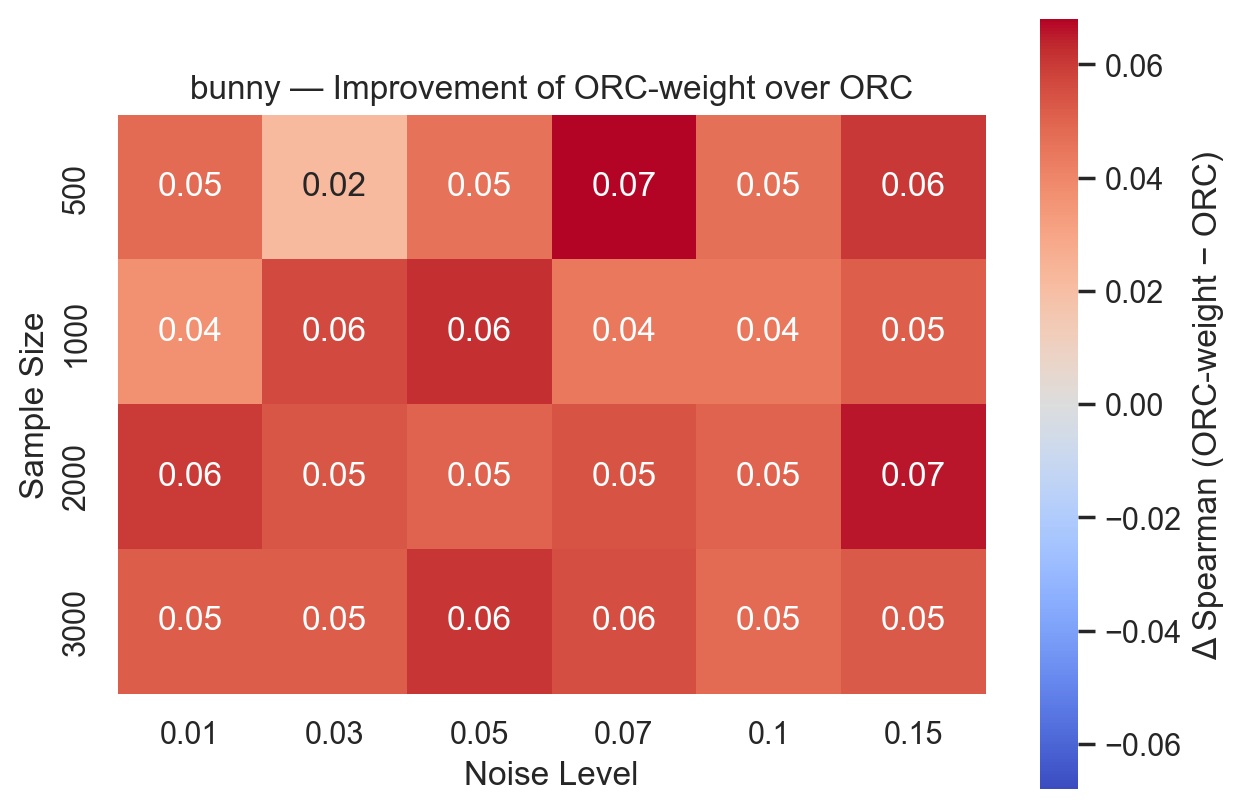 bunny — Improvement of ORC-weight over ORC
Sample Size
500
0.05 0.02 0.05 0.07 0.05 0.06
1000
0.04 0.06 0.06 0.04 0.04 0.05
2000
0.06 0.05 0.05 0.05 0.05 0.07
3000
0.05 0.05 0.06 0.06 0.05 0.05
0.01 0.03 0.05 0.07 0.1 0.15
Noise Level
0.06
0.04
0.02
0.00
−0.02
−0.04
−0.06
Δ Spearman (ORC-weight − ORC)